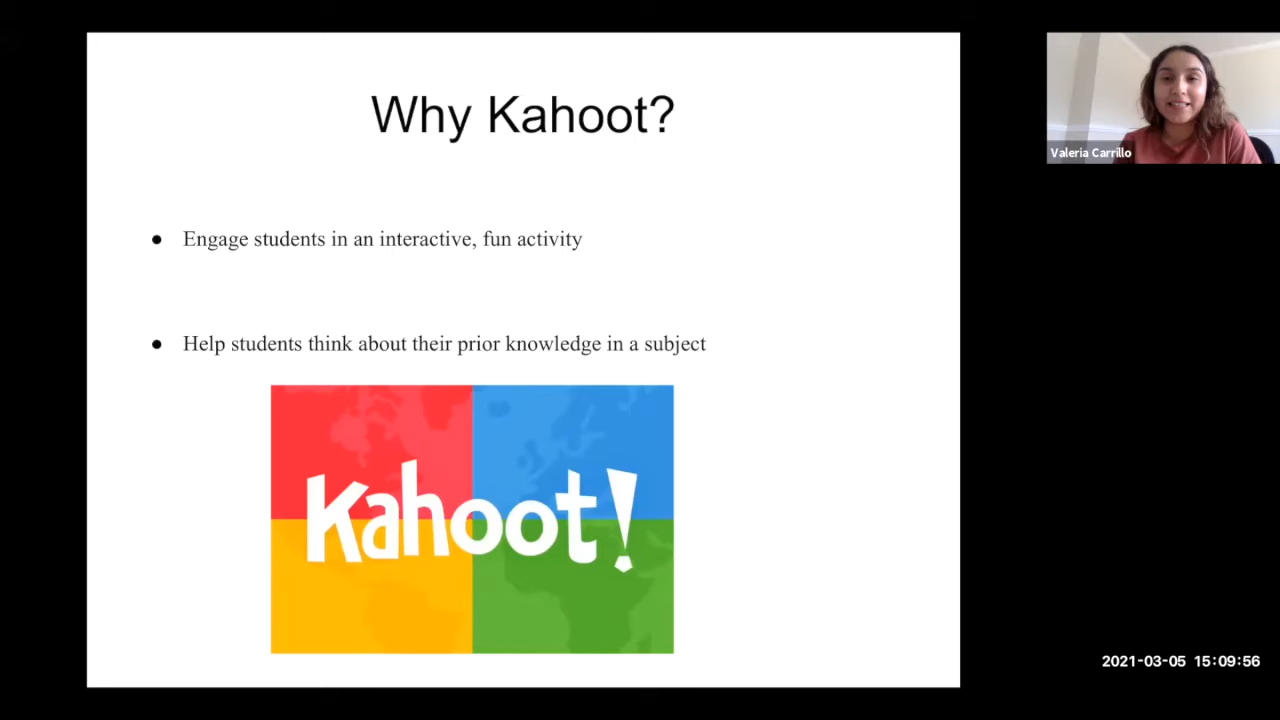 Why Kahoot?
Valeria Carrillo
● Engage students in an interactive, fun activity
● Help students think about their prior knowledge in a subject
Kahoot!
2021-03-05 15:09:56